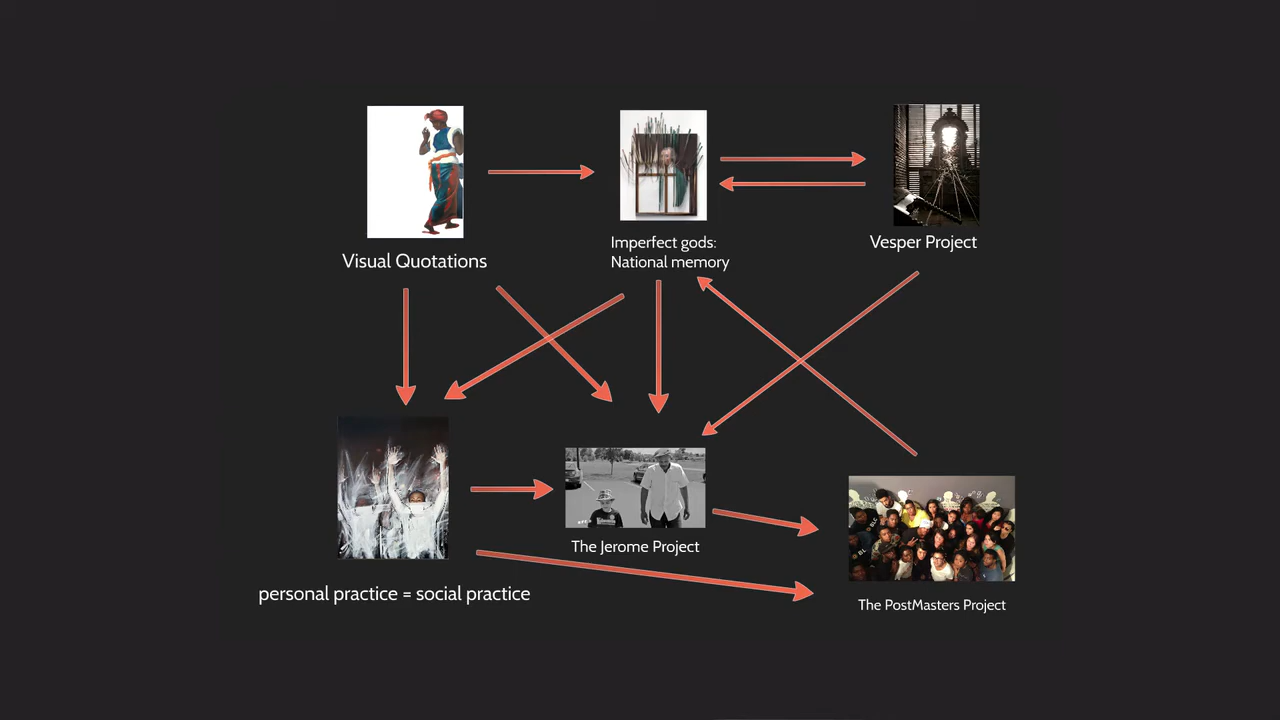 Visual Quotations
Imperfect gods:
National memory
Vesper Project
personal practice = social practice
The Jerome Project
The PostMasters Project